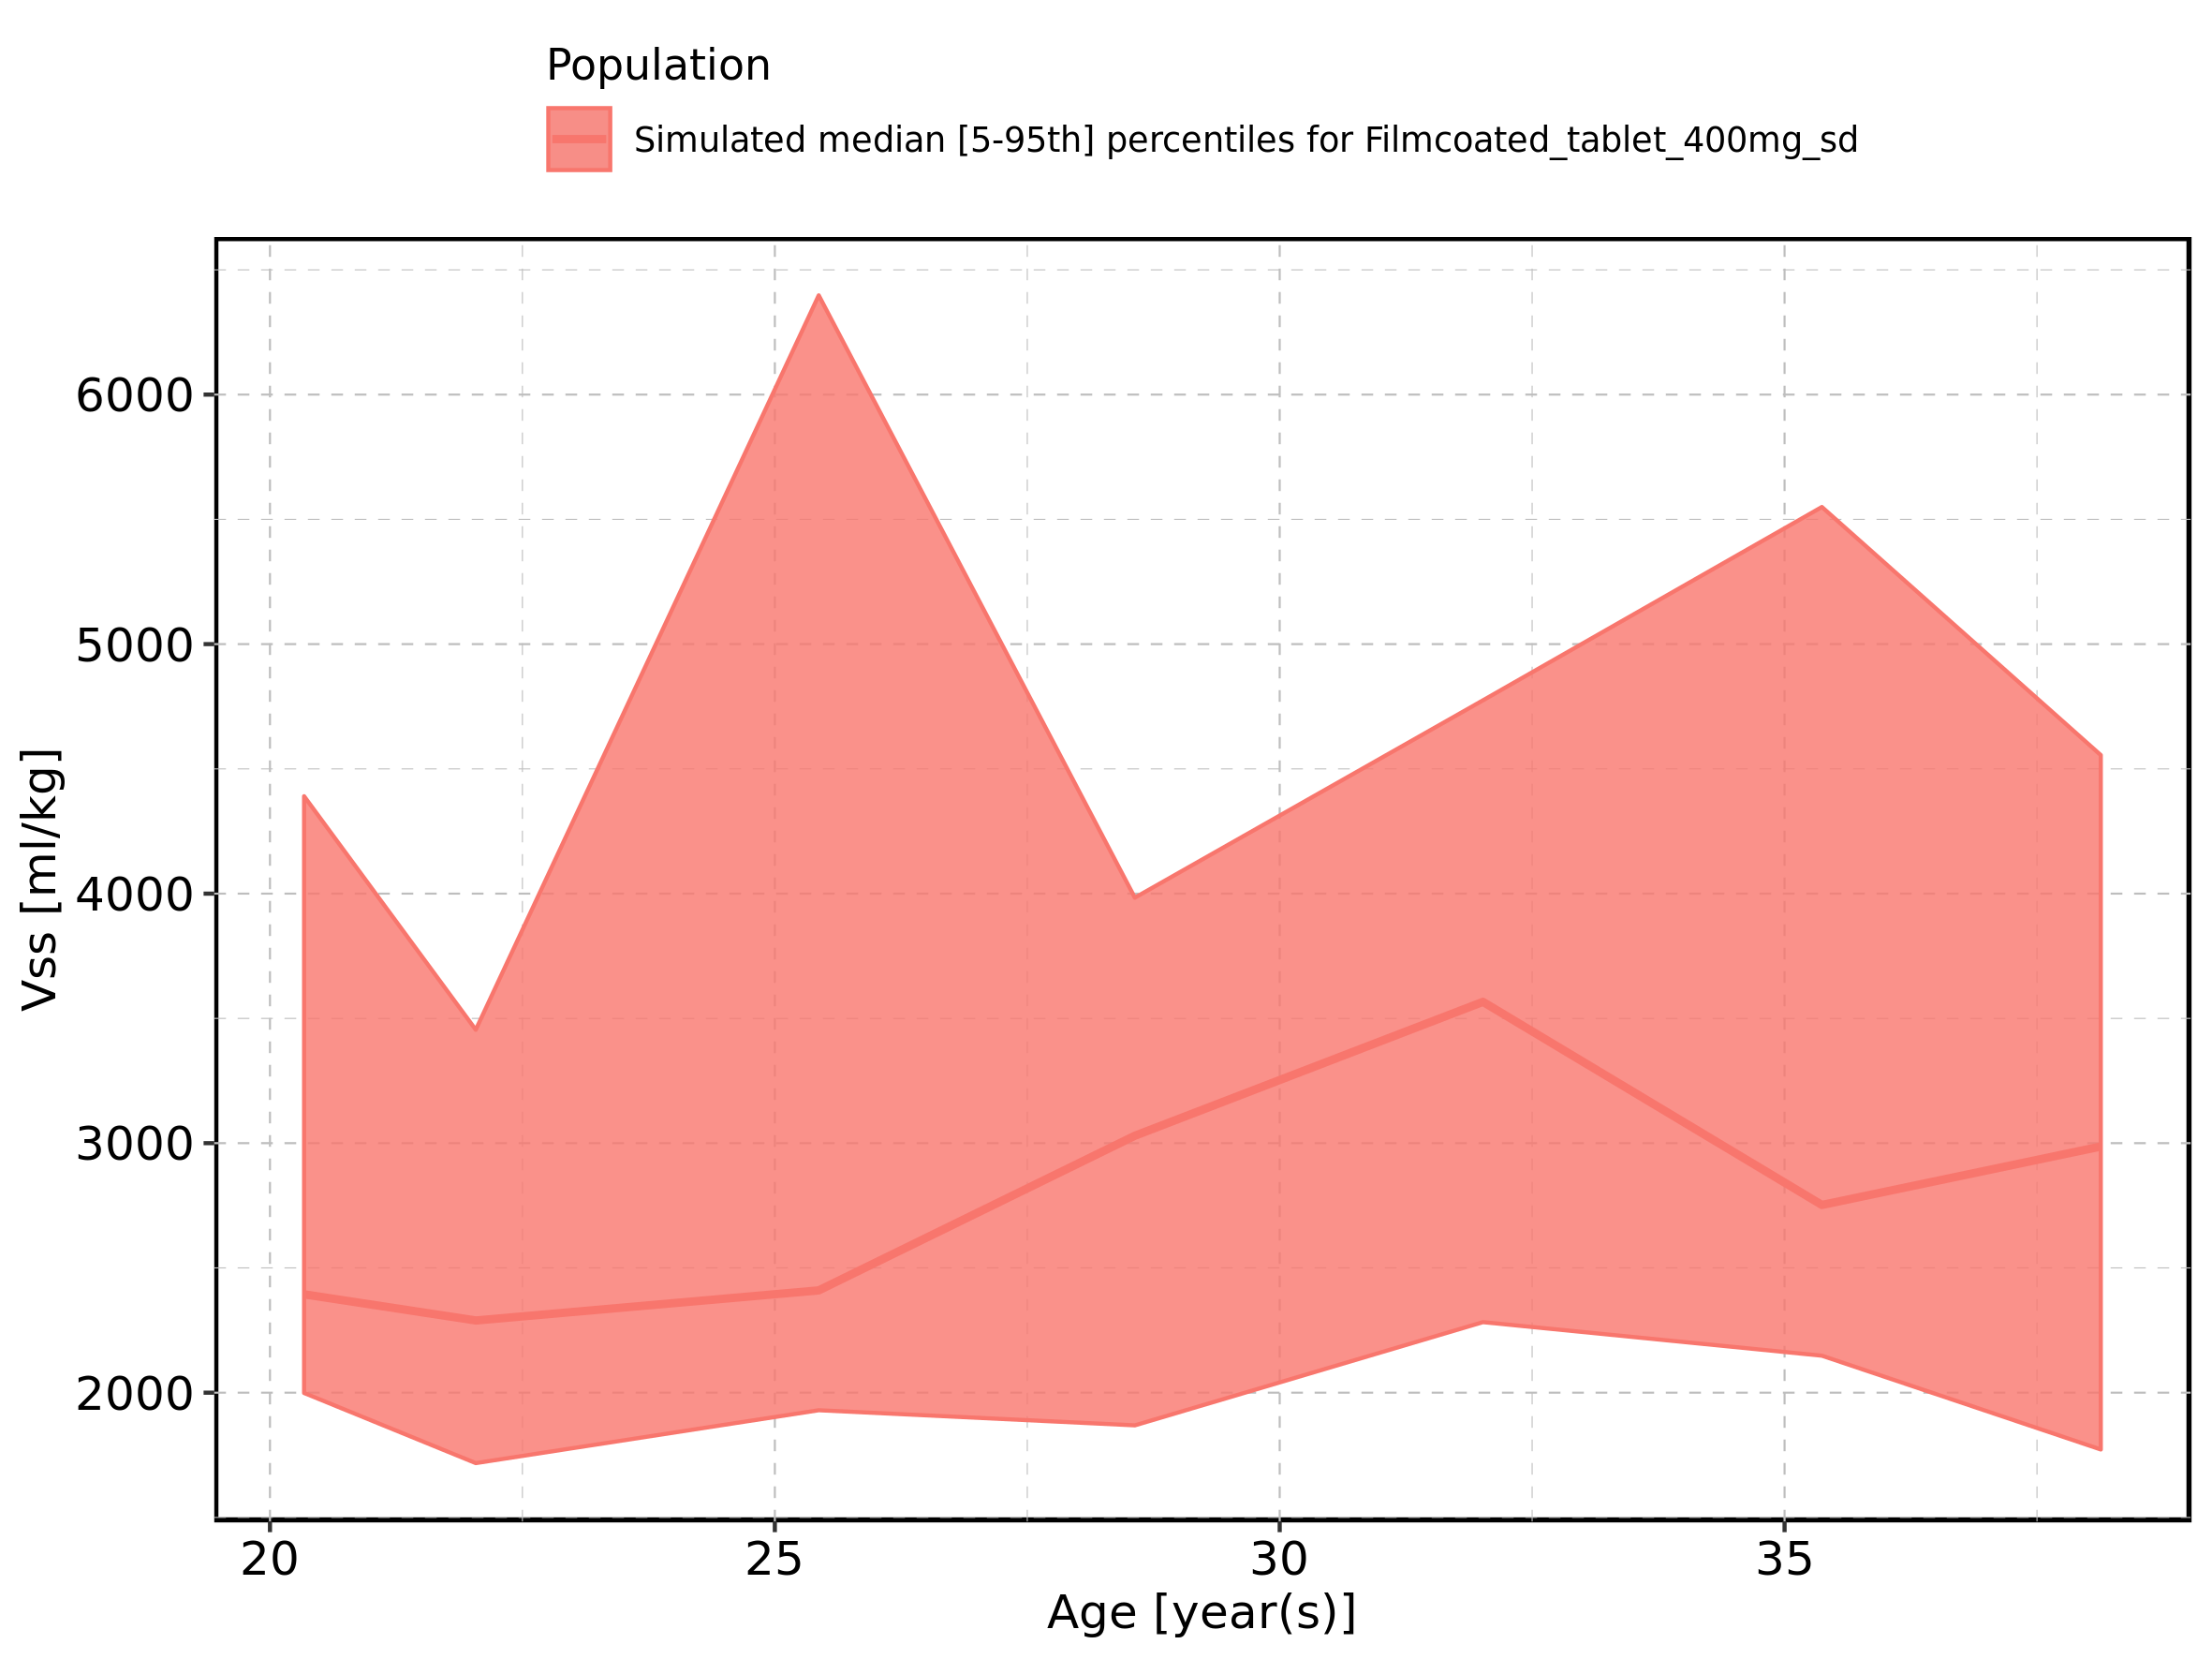 Population
Simulated median [5-95th] percentiles for Filmcoated_tablet_400mg_sd
Vss [ml/kg]
6000
5000
4000
3000
2000
20 25 30 35
Age [year(s)]